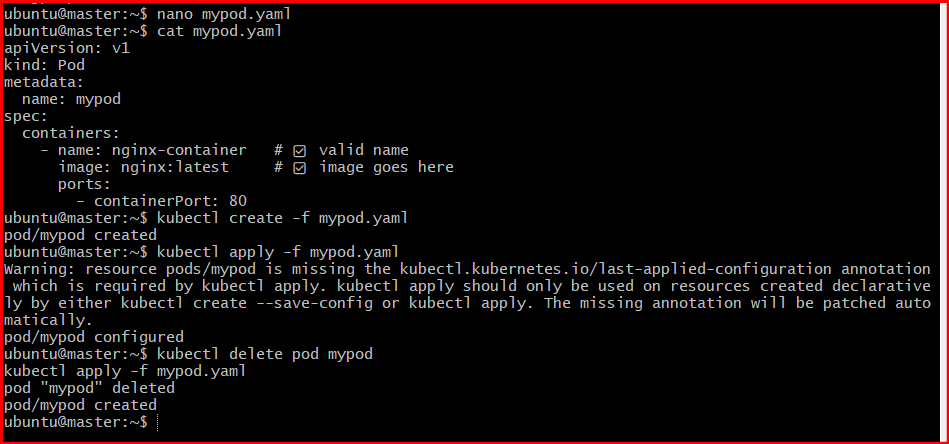 ubuntu@master:~$ nano mypod.yaml
ubuntu@master:~$ cat mypod.yaml
apiVersion: v1
kind: Pod
metadata:
  name: mypod
spec:
  containers:
    - name: nginx-container   # ☑ valid name
      image: nginx:latest     # ☑ image goes here
      ports:
        - containerPort: 80
ubuntu@master:~$ kubectl create -f mypod.yaml
pod/mypod created
ubuntu@master:~$ kubectl apply -f mypod.yaml
Warning: resource pods/mypod is missing the kubectl.kubernetes.io/last-applied-configuration annotation
 which is required by kubectl apply. kubectl apply should only be used on resources created declarative
ly by either kubectl create --save-config or kubectl apply. The missing annotation will be patched auto
matically.
pod/mypod configured
ubuntu@master:~$ kubectl delete pod mypod
kubectl apply -f mypod.yaml
pod "mypod" deleted
pod/mypod created
ubuntu@master:~$